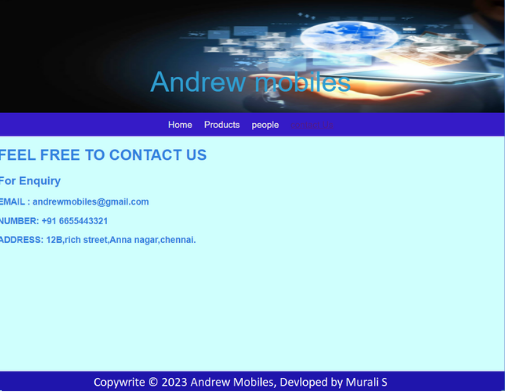 Andrew mobiles
Home Products people
FEEL FREE TO CONTACT US
For Enquiry
EMAIL : andrewmobiles@gmail.com
NUMBER: +91 6655443321
ADDRESS: 12B,rich street,Anna nagar,chennai.
Copywrite © 2023 Andrew Mobiles, Devloped by Murali S